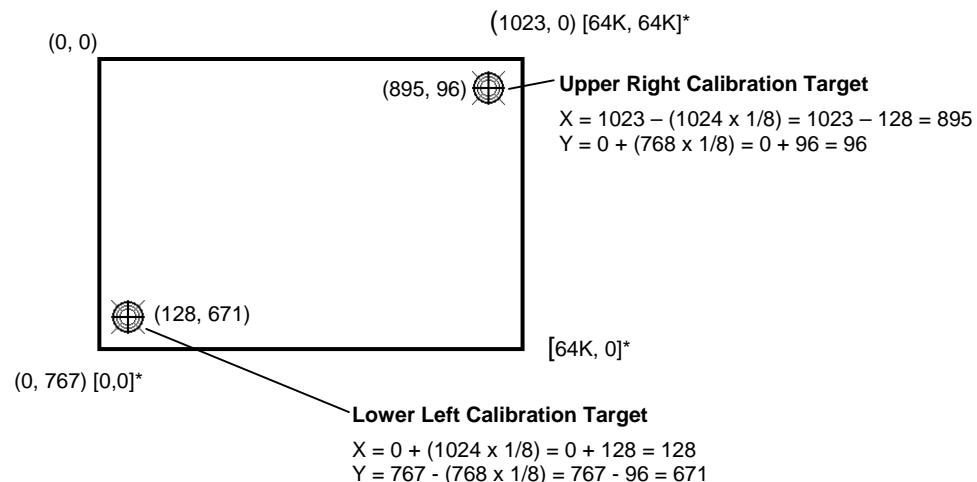 (1023, 0) [64K, 64K]*
(0, 0)
(895, 96)
Upper Right Calibration Target
X = 1023 – (1024 x 1/8) = 1023 – 128 = 895
Y = 0 + (768 x 1/8) = 0 + 96 = 96
(128, 671)
[64K, 0]*
(0, 767) [0,0]*
Lower Left Calibration Target
X = 0 + (1024 x 1/8) = 0 + 128 = 128
Y = 767 - (768 x 1/8) = 767 - 96 = 671